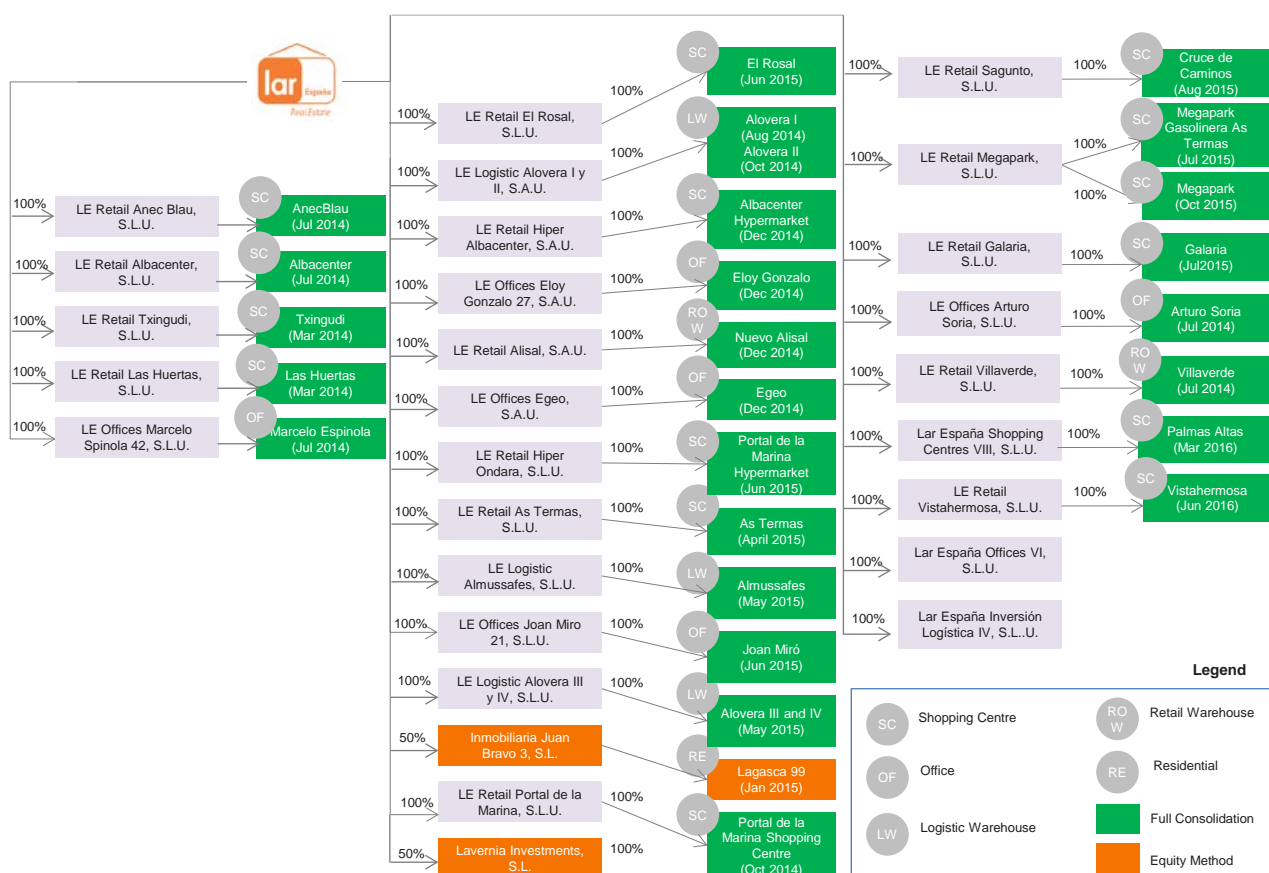 lar
España
Real Estate
100%
LE Retail Anec Blau,
S.L.U.
SC
AnecBlau
(Jul 2014)
100%
LE Retail Albacenter,
S.L.U.
SC
Albacenter
(Jul 2014)
100%
LE Retail Txingudi,
S.L.U.
SC
Txingudi
(Mar 2014)
100%
LE Retail Las Huertas,
S.L.U.
SC
Las Huertas
(Mar 2014)
100%
LE Offices Marcelo
Spinola 42, S.L.U.
OF
Marcelo Espinola
(Jul 2014)
100%
LE Retail El Rosal,
S.L.U.
100%
SC
El Rosal
(Jun 2015)
100%
LE Logistic Alovera I y
II, S.A.U.
100%
LW
Alovera I
(Aug 2014)
Alovera II
(Oct 2014)
100%
LE Retail Hiper
Albacenter, S.A.U.
100%
SC
Albacenter
Hypermarket
(Dec 2014)
100%
LE Offices Eloy
Gonzalo 27, S.A.U.
100%
OF
Eloy Gonzalo
(Dec 2014)
100%
LE Retail Alisal, S.A.U.
100%
RO
W
Nuevo Alisal
(Dec 2014)
100%
LE Offices Egeo,
S.A.U.
100%
OF
Egeo
(Dec 2014)
100%
LE Retail Hiper
Ondara, S.L.U.
100%
SC
Portal de la
Marina
Hypermarket
(Jun 2015)
100%
LE Retail As Termas,
S.L.U.
100%
SC
As Termas
(April 2015)
100%
LE Logistic
Almussafes, S.L.U.
100%
LW
Almussafes
(May 2015)
100%
LE Offices Joan Miro
21, S.L.U.
100%
OF
Joan Miró
(Jun 2015)
100%
LE Logistic Alovera III
y IV, S.L.U.
100%
LW
Alovera III and IV
(May 2015)
50%
Inmobiliaria Juan
Bravo 3, S.L.
100%
RE
Lagasca 99
(Jan 2015)
100%
LE Retail Portal de la
Marina, S.L.U.
100%
SC
Portal de la
Marina Shopping
Centre
(Oct 2014)
50%
Lavernia Investments,
S.L.
100%
100%
LE Retail Sagunto,
S.L.U.
100%
SC
Cruce de
Caminos
(Aug 2015)
100%
LE Retail Megapark,
S.L.U.
100%
SC
Megapark
Gasolinera As
Termas
(Jul 2015)
100%
SC
Megapark
(Oct 2015)
100%
LE Retail Galaria,
S.L.U.
100%
SC
Galaria
(Jul2015)
100%
LE Offices Arturo
Soria, S.L.U.
100%
OF
Arturo Soria
(Jul 2014)
100%
LE Retail Villaverde,
S.L.U.
100%
RO
W
Villaverde
(Jul 2014)
100%
Lar España Shopping
Centres VIII, S.L.U.
100%
SC
Palmas Altas
(Mar 2016)
100%
LE Retail
Vistahermosa, S.L.U.
100%
SC
Vistahermosa
(Jun 2016)
100%
Lar España Offices VI,
S.L.U.
100%
Lar España Inversión
Logística IV, S.L..U.
Legend
SC
Shopping Centre
RO
W
Retail Warehouse
OF
Office
RE
Residential
LW
Logistic Warehouse
Full Consolidation
Equity Method